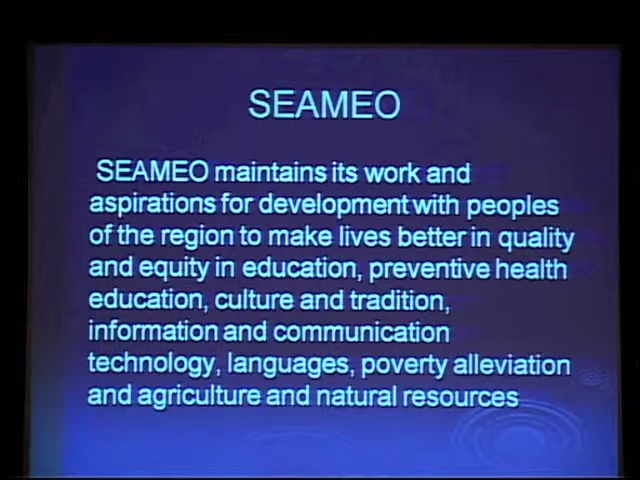 SEAMEO
SEAMEO maintains its work and
aspirations for development with peoples
of the region to make lives better in quality
and equity in education, preventive health
education, culture and tradition,
information and communication
technology, languages, poverty alleviation
and agriculture and natural resources